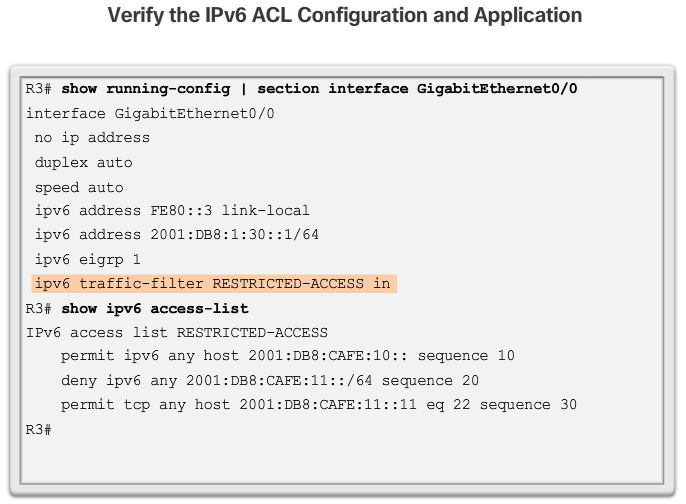 Verify the IPv6 ACL Configuration and Application
R3# show running-config | section interface GigabitEthernet0/0
interface GigabitEthernet0/0
no ip address
duplex auto
speed auto
ipv6 address FE80::3 link-local
ipv6 address 2001:DB8:1:30::1/64
ipv6 eigrp 1
ipv6 traffic-filter RESTRICTED-ACCESS in
R3# show ipv6 access-list
IPv6 access list RESTRICTED-ACCESS
permit ipv6 any host 2001:DB8:CAFE:10:: sequence 10
deny ipv6 any 2001:DB8:CAFE:11::/64 sequence 20
permit tcp any host 2001:DB8:CAFE:11::11 eq 22 sequence 30
R3#